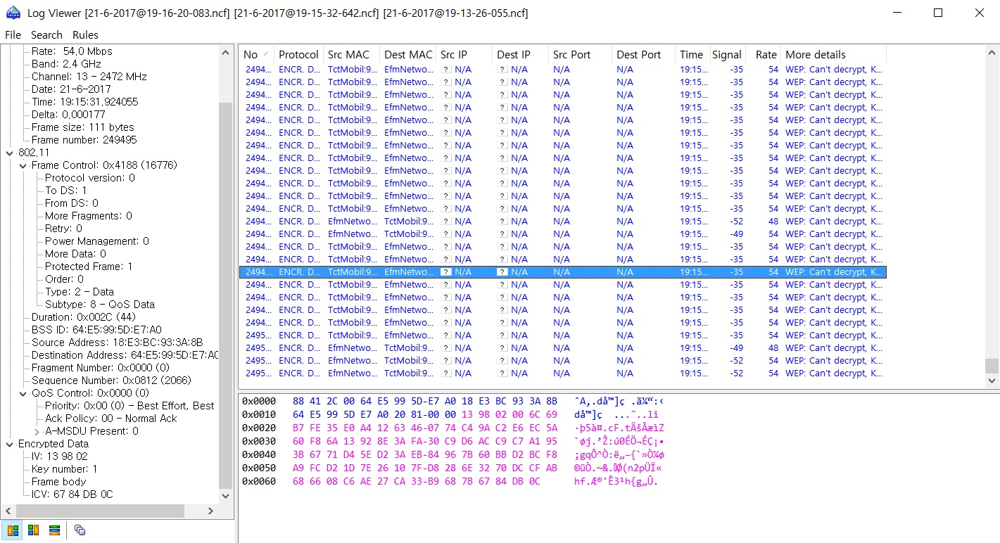 Log Viewer [21-6-2017@19-16-20-083.ncf] [21-6-2017@19-15-32-642.ncf] [21-6-2017@19-13-26-055.ncf]
File Search Rules
Rate: 54,0 Mbps
Band: 2,4 GHz
Channel: 13 - 2472 MHz
Date: 21-6-2017
Time: 19:15:31,924055
Delta: 0,000177
Frame size: 111 bytes
Frame number: 249495
802,11
Frame Control: 0x4188 (16776)
Protocol version: 0
To DS: 1
From DS: 0
More Fragments: 0
Retry: 0
Power Management: 0
More Data: 0
Protected Frame: 1
Order: 0
Type: 2 - Data
Subtype: 8 - QoS Data
Duration: 0x002C (44)
BSS ID: 64:E5:99:5D:E7:A0
Source Address: 18:E3:BC:93:3A:8B
Destination Address: 64:E5:99:5D:E7:A0
Fragment Number: 0x0000 (0)
Sequence Number: 0x0812 (2066)
QoS Control: 0x0000 (0)
Priority: 0x00 (0) - Best Effort, Best
Ack Policy: 00 - Normal Ack
A-MSDU Present: 0
Encrypted Data
IV: 13 98 02
Key number: 1
Frame body
ICV: 67 84 DB 0C
No Protocol Src MAC Dest MAC Src IP Dest IP Src Port Dest Port Time Signal Rate More details
2494... ENCR. D... TctMobil:9... EfmNetwo... ? N/A ? N/A N/A N/A 19:15... -35 54 WEP: Can't decrypt, K...
2494... ENCR. D... TctMobil:9... EfmNetwo... ? N/A ? N/A N/A N/A 19:15... -35 54 WEP: Can't decrypt, K...
2494... ENCR. D... TctMobil:9... EfmNetwo... ? N/A ? N/A N/A N/A 19:15... -35 54 WEP: Can't decrypt, K...
2494... ENCR. D... TctMobil:9... EfmNetwo... ? N/A ? N/A N/A N/A 19:15... -35 54 WEP: Can't decrypt, K...
2494... ENCR. D... TctMobil:9... EfmNetwo... ? N/A ? N/A N/A N/A 19:15... -35 54 WEP: Can't decrypt, K...
2494... ENCR. D... TctMobil:9... EfmNetwo... ? N/A ? N/A N/A N/A 19:15... -35 54 WEP: Can't decrypt, K...
2494... ENCR. D... TctMobil:9... EfmNetwo... ? N/A ? N/A N/A N/A 19:15... -35 54 WEP: Can't decrypt, K...
2494... ENCR. D... TctMobil:9... EfmNetwo... ? N/A ? N/A N/A N/A 19:15... -35 54 WEP: Can't decrypt, K...
2494... ENCR. D... TctMobil:9... EfmNetwo... ? N/A ? N/A N/A N/A 19:15... -35 54 WEP: Can't decrypt, K...
2494... ENCR. D... TctMobil:9... EfmNetwo... ? N/A ? N/A N/A N/A 19:15... -35 54 WEP: Can't decrypt, K...
2494... ENCR. D... TctMobil:9... EfmNetwo... ? N/A ? N/A N/A N/A 19:15... -35 54 WEP: Can't decrypt, K...
2494... ENCR. D... TctMobil:9... EfmNetwo... ? N/A ? N/A N/A N/A 19:15... -35 54 WEP: Can't decrypt, K...
2494... ENCR. D... EfmNetwo... TctMobil:9... ? N/A ? N/A N/A N/A 19:15... -52 48 WEP: Can't decrypt, K...
2494... ENCR. D... EfmNetwo... TctMobil:9... ? N/A ? N/A N/A N/A 19:15... -49 54 WEP: Can't decrypt, K...
2494... ENCR. D... TctMobil:9... EfmNetwo... ? N/A ? N/A N/A N/A 19:15... -35 54 WEP: Can't decrypt, K...
2494... ENCR. D... TctMobil:9... EfmNetwo... ? N/A ? N/A N/A N/A 19:15... -35 54 WEP: Can't decrypt, K...
2494... ENCR. D... TctMobil:9... EfmNetwo... ? N/A ? N/A N/A N/A 19:15... -35 54 WEP: Can't decrypt, K...
2494... ENCR. D... TctMobil:9... EfmNetwo... ? N/A ? N/A N/A N/A 19:15... -35 54 WEP: Can't decrypt, K...
2494... ENCR. D... TctMobil:9... EfmNetwo... ? N/A ? N/A N/A N/A 19:15... -35 54 WEP: Can't decrypt, K...
2494... ENCR. D... TctMobil:9... EfmNetwo... ? N/A ? N/A N/A N/A 19:15... -35 54 WEP: Can't decrypt, K...
2494... ENCR. D... TctMobil:9... EfmNetwo... ? N/A ? N/A N/A N/A 19:15... -35 54 WEP: Can't decrypt, K...
2495... ENCR. D... TctMobil:9... EfmNetwo... ? N/A ? N/A N/A N/A 19:15... -35 54 WEP: Can't decrypt, K...
2495... ENCR. D... EfmNetwo... TctMobil:9... ? N/A ? N/A N/A N/A 19:15... -49 48 WEP: Can't decrypt, K...
2495... ENCR. D... EfmNetwo... TctMobil:9... ? N/A ? N/A N/A N/A 19:15... -52 54 WEP: Can't decrypt, K...
2495... ENCR. D... EfmNetwo... TctMobil:9... ? N/A ? N/A N/A N/A 19:15... -52 54 WEP: Can't decrypt, K...
0x0000 88 41 2C 00 64 E5 99 5D-E7 A0 18 E3 BC 93 3A 8B ˆA,.då™]ç .ã¼“:‹
0x0010 64 E5 99 5D E7 A0 20 81-00 00 13 98 02 00 6C 69 då™]ç ...˜..li
0x0020 B7 FE 35 E0 A4 12 63 46-07 74 C4 9A C2 E6 EC 5A ·þ5à¤.cF.tÄšÂæìZ
0x0030 60 F8 6A 13 92 8E 3A FA-30 C9 D6 AC C9 C7 A1 95 `øj.’Ž:ú0ÉÖ¬ÉÇ¡•
0x0040 3B 67 71 D4 5E D2 3A EB-84 96 7B 60 BB D2 BC F8 ;gqÔ^Ò:ë„–{`»Ò¼ø
0x0050 A9 FC D2 1D 7E 26 10 7F-D8 28 6E 32 70 DC CF AB ©üÒ.~&.Ø(n2pÜÏ«
0x0060 68 66 08 C6 AE 27 CA 33-B9 68 7B 67 84 DB 0C hf.Æ®'Ê3¹h{g„Û.